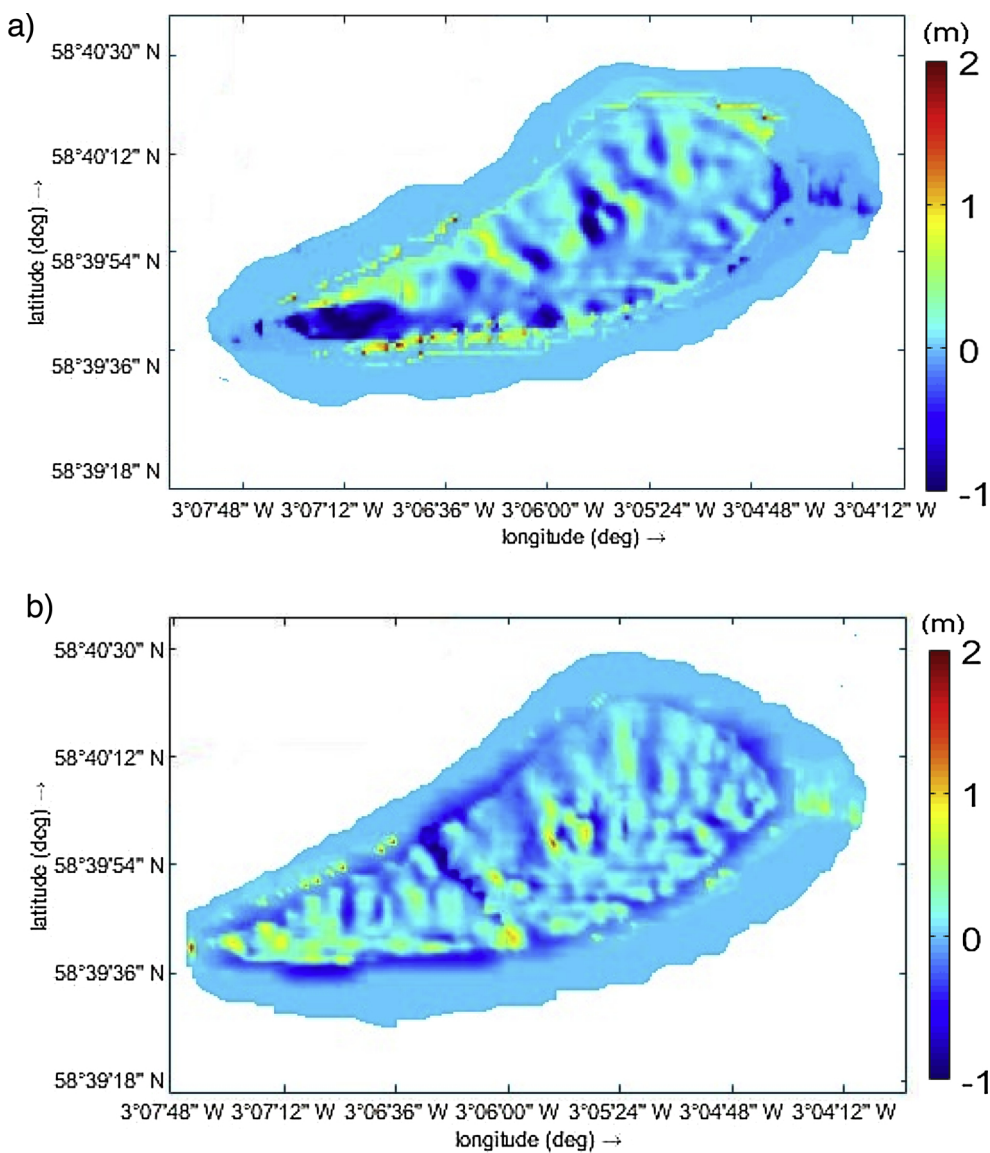 a)
(m)
58°40'30" N
58°40'12" N
58°39'54" N
58°39'36" N
58°39'18" N
latitude (deg) →
2
1
0
-1
3°07'48" W 3°07'12" W 3°06'36" W 3°06'00" W 3°05'24" W 3°04'48" W 3°04'12" W
longitude (deg) →
b)
(m)
58°40'30" N
58°40'12" N
58°39'54" N
58°39'36" N
58°39'18" N
latitude (deg) →
2
1
0
-1
3°07'48" W 3°07'12" W 3°06'36" W 3°06'00" W 3°05'24" W 3°04'48" W 3°04'12" W
longitude (deg) →